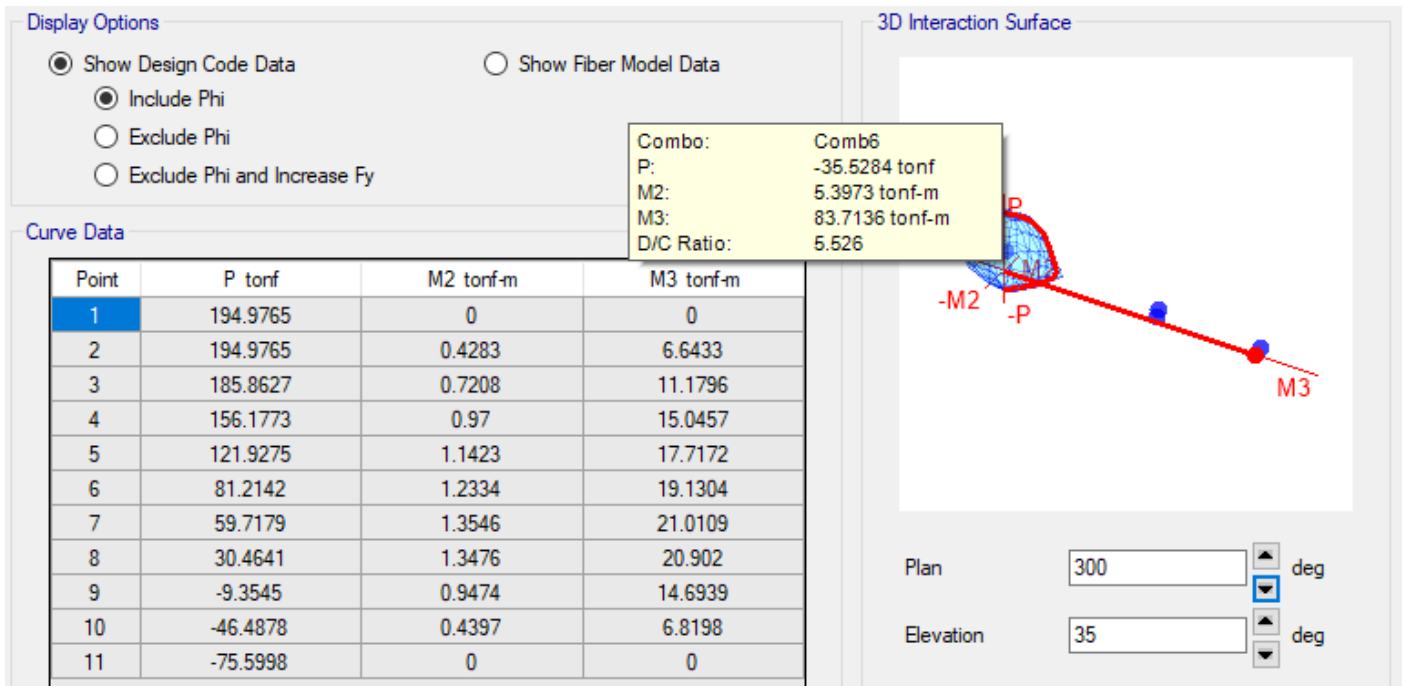 Display Options
Show Design Code Data
Show Fiber Model Data
Include Phi
Exclude Phi
Exclude Phi and Increase Fy
Combo: Comb6
P: -35.5284 tonf
M2: 5.3973 tonf-m
M3: 83.7136 tonf-m
D/C Ratio: 5.526
Curve Data
Point P tonf M2 tonf-m M3 tonf-m
1 194.9765 0 0
2 194.9765 0.4283 6.6433
3 185.8627 0.7208 11.1796
4 156.1773 0.97 15.0457
5 121.9275 1.1423 17.7172
6 81.2142 1.2334 19.1304
7 59.7179 1.3546 21.0109
8 30.4641 1.3476 20.902
9 -9.3545 0.9474 14.6939
10 -46.4878 0.4397 6.8198
11 -75.5998 0 0
3D Interaction Surface
P
-M2
-P
M3
Plan 300 deg
Elevation 35 deg